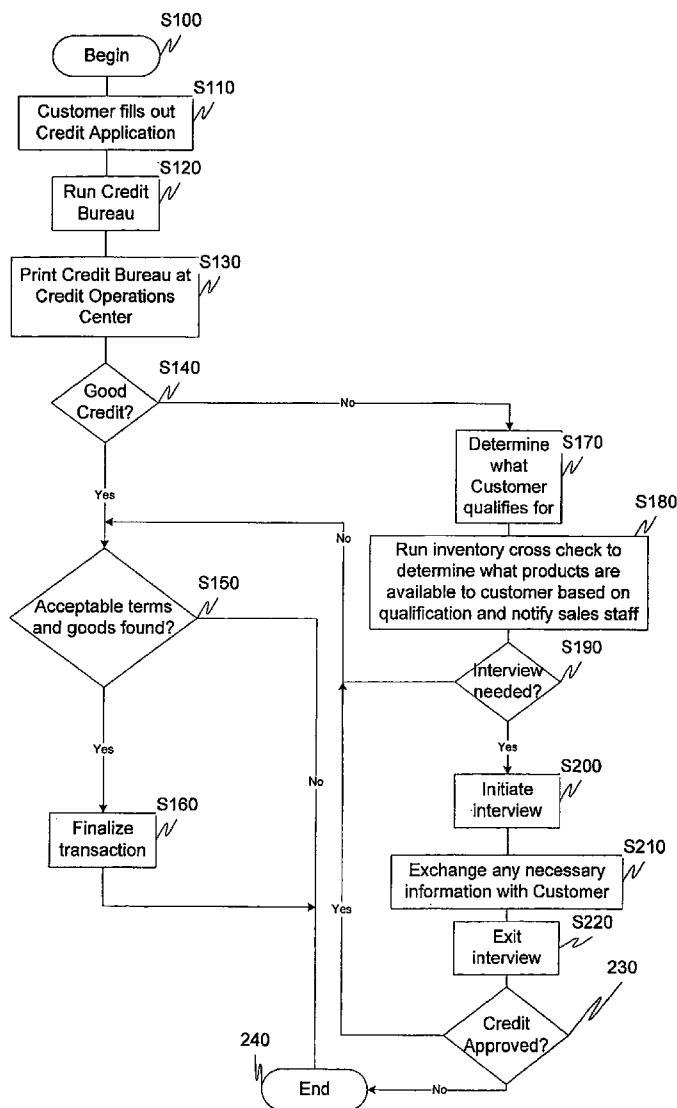 S100
Begin
S110
Customer fills out
Credit Application
S120
Run Credit
Bureau
S130
Print Credit Bureau at
Credit Operations
Center
S140
Good
Credit?
No
Yes
S170
Determine
what
Customer
qualifies for
S180
Run inventory cross check to
determine what products are
available to customer based on
qualification and notify sales staff
No
S150
Acceptable terms
and goods found?
S190
Interview
needed?
Yes
Yes
No
S160
Finalize
transaction
S200
Initiate
interview
S210
Exchange any necessary
information with Customer
Yes
S220
Exit
interview
230
Credit
Approved?
240
End
No